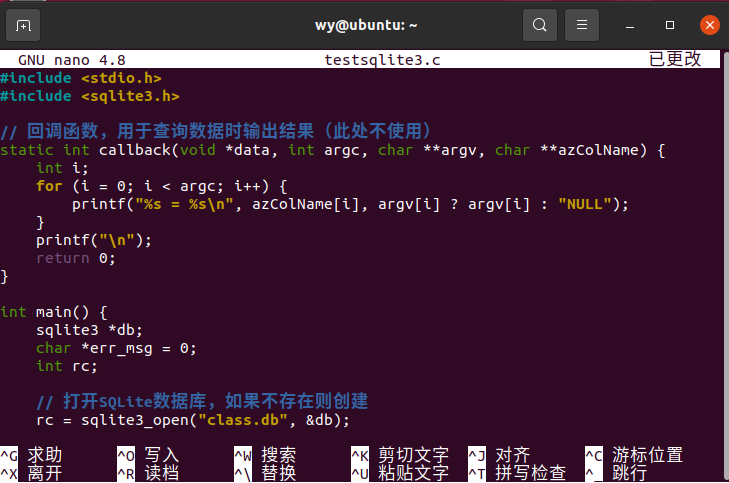 wy@ubuntu: ~
GNU nano 4.8 testsqlite3.c 已更改
#include <stdio.h>
#include <sqlite3.h>
// 回调函数，用于查询数据时输出结果（此处不使用）
static int callback(void *data, int argc, char **argv, char **azColName) {
    int i;
    for (i = 0; i < argc; i++) {
        printf("%s = %s\n", azColName[i], argv[i] ? argv[i] : "NULL");
    }
    printf("\n");
    return 0;
}
int main() {
    sqlite3 *db;
    char *err_msg = 0;
    int rc;
    // 打开SQLite数据库，如果不存在则创建
    rc = sqlite3_open("class.db", &db);
^G 求助 ^O 写入 ^W 搜索 ^K 剪切文字 ^J 对齐 ^C 游标位置
^X 离开 ^R 读档 ^\ 替换 ^U 粘贴文字 ^T 拼写检查 ^_ 跳行